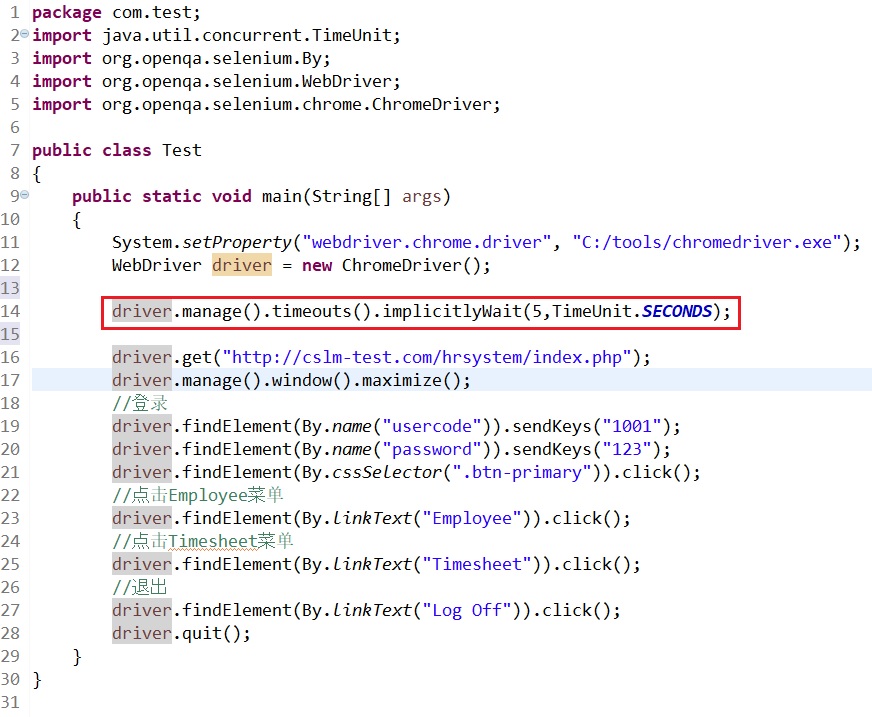 1 package com.test;
2 import java.util.concurrent.TimeUnit;
3 import org.openqa.selenium.By;
4 import org.openqa.selenium.WebDriver;
5 import org.openqa.selenium.chrome.ChromeDriver;
6
7 public class Test
8 {
9     public static void main(String[] args)
10     {
11         System.setProperty("webdriver.chrome.driver", "C:/tools/chromedriver.exe");
12         WebDriver driver = new ChromeDriver();
13
14         driver.manage().timeouts().implicitlyWait(5,TimeUnit.SECONDS);
15
16         driver.get("http://cslm-test.com/hrsystem/index.php");
17         driver.manage().window().maximize();
18         //登录
19         driver.findElement(By.name("usercode")).sendKeys("1001");
20         driver.findElement(By.name("password")).sendKeys("123");
21         driver.findElement(By.cssSelector(".btn-primary")).click();
22         //点击Employee菜单
23         driver.findElement(By.linkText("Employee")).click();
24         //点击Timesheet菜单
25         driver.findElement(By.linkText("Timesheet")).click();
26         //退出
27         driver.findElement(By.linkText("Log Off")).click();
28         driver.quit();
29     }
30 }
31